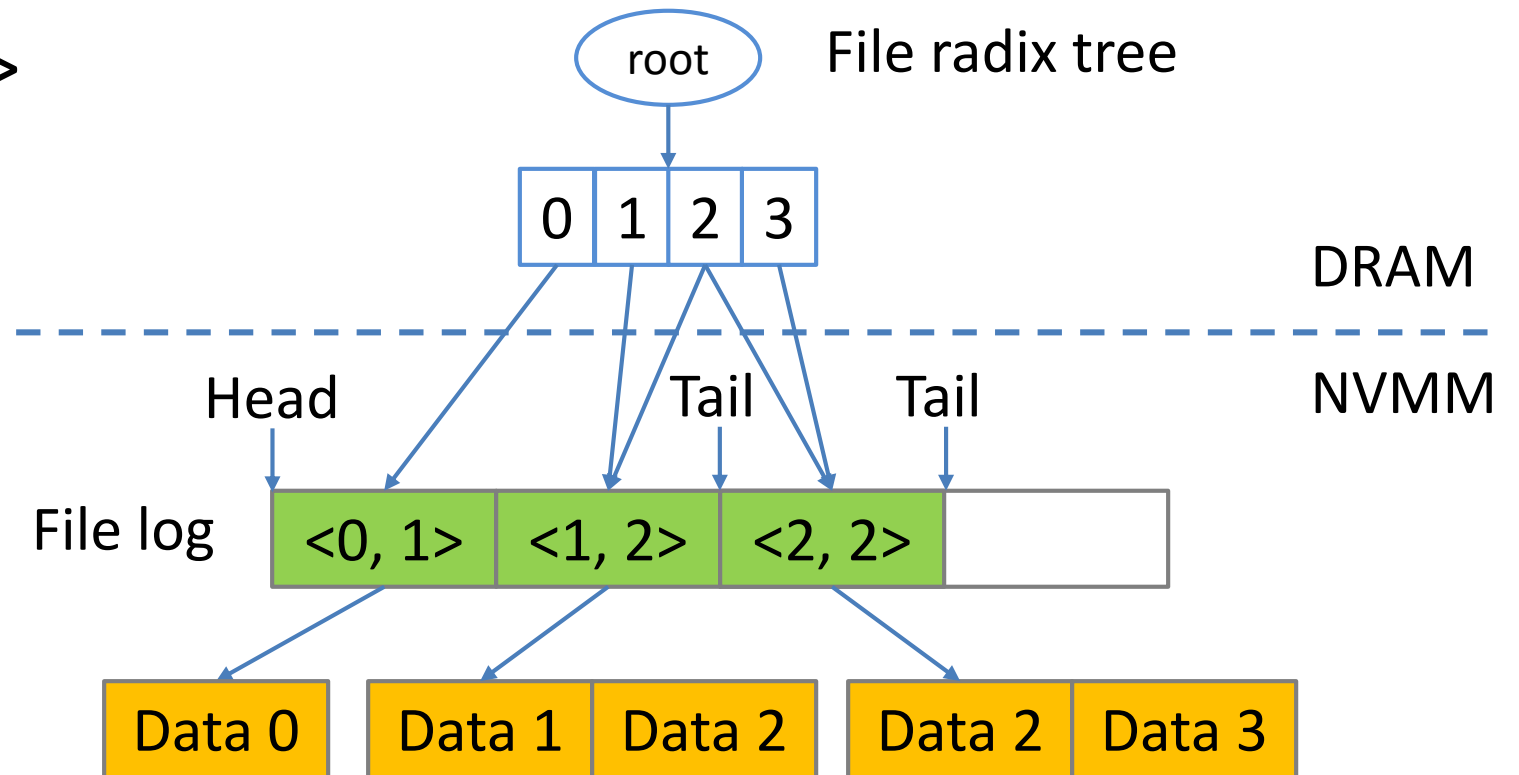 >
root
File radix tree
0 1 2 3
DRAM
NVMM
Head
Tail
Tail
File log
<0, 1> <1, 2> <2, 2>
Data 0 Data 1 Data 2 Data 2 Data 3